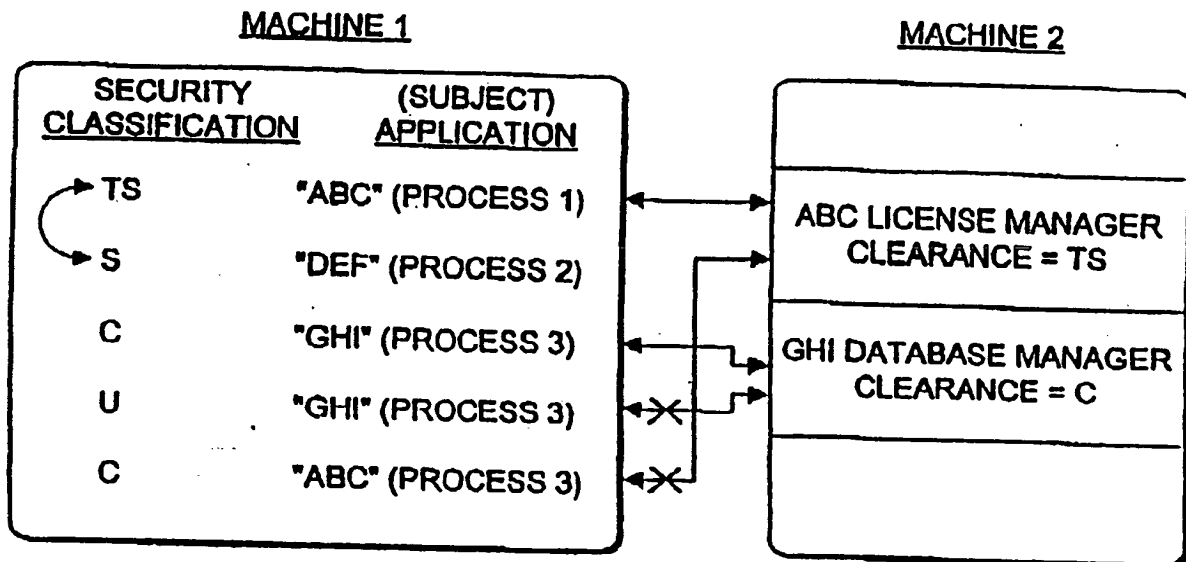 MACHINE 1
MACHINE 2
SECURITY CLASSIFICATION
(SUBJECT) APPLICATION
TS "ABC" (PROCESS 1)
S "DEF" (PROCESS 2)
C "GHI" (PROCESS 3)
U "GHI" (PROCESS 3)
C "ABC" (PROCESS 3)
ABC LICENSE MANAGER
CLEARANCE = TS
GHI DATABASE MANAGER
CLEARANCE = C